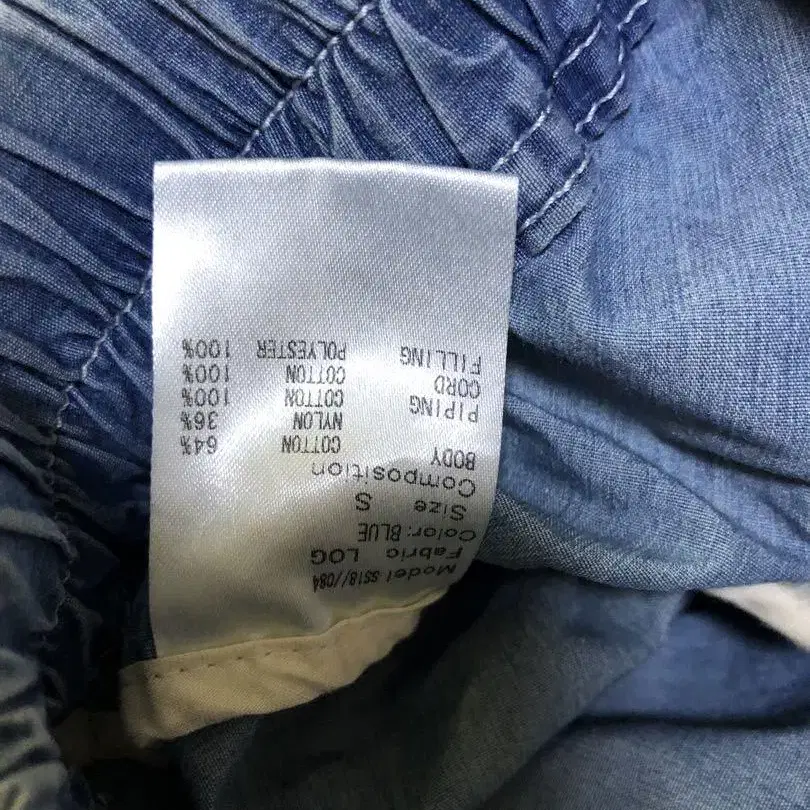 Model SS18//084
Fabric LOG
Color: BLUE
Size S
Composition
BODY COTTON 64%
NYLON 36%
PIPING COTTON 100%
CORD COTTON 100%
FILLING POLYESTER 100%